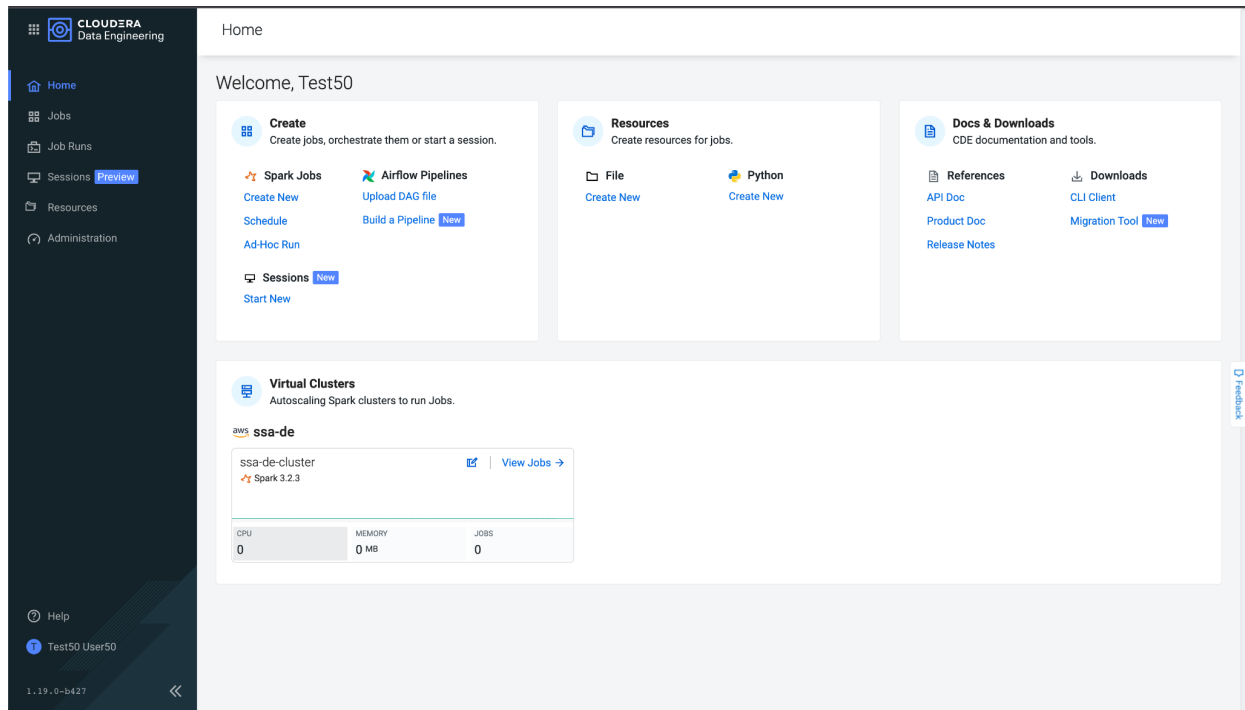 CLOUDERA
Data Engineering
Home
Jobs
Job Runs
Sessions Preview
Resources
Administration
Help
T Test50 User50
1.19.0-b427
Home
Welcome, Test50
Create
Create jobs, orchestrate them or start a session.
Spark Jobs
Create New
Schedule
Ad-Hoc Run
Airflow Pipelines
Upload DAG file
Build a Pipeline New
Sessions New
Start New
Resources
Create resources for jobs.
File
Create New
Python
Create New
Docs & Downloads
CDE documentation and tools.
References
API Doc
Product Doc
Release Notes
Downloads
CLI Client
Migration Tool New
Virtual Clusters
Autoscaling Spark clusters to run Jobs.
aws ssa-de
ssa-de-cluster
View Jobs →
Spark 3.2.3
CPU
0
MEMORY
0 MB
JOBS
0
Feedback